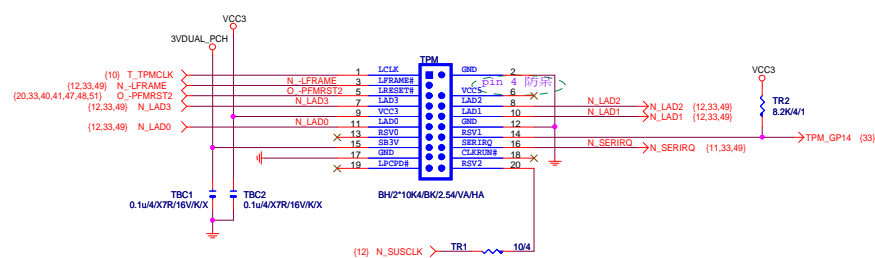 VCC3
3VDUAL_PCH
TPM
VCC3
{10} T_TPMCLK
1 LCLK GND 2
pin 4 防呆
{12,33,49} N_-LFRAME
N_-LFRAME
3 LFRAME#
{20,33,40,41,47,48,51} O_-PFMRST2
O_-PFMRST2
5 LRESET# VCC5 6
{12,33,49} N_LAD3
N_LAD3
7 LAD3 LAD2 8
N_LAD2
N_LAD2 {12,33,49}
9 VCC3 LAD1 10
N_LAD1
N_LAD1 {12,33,49}
{12,33,49} N_LAD0
N_LAD0
11 LAD0 GND 12
TR2
8.2K/4/1
13 RSV0 RSV1 14
TPM_GP14 {33}
15 SB3V SERIRQ 16
N_SERIRQ
N_SERIRQ {11,33,49}
17 GND CLKRUN# 18
19 LPCPD# RSV2 20
BH/2*10K4/BK/2.54/VA/HA
TBC1
0.1u/4/X7R/16V/K/X
TBC2
0.1u/4/X7R/16V/K/X
{12} N_SUSCLK
TR1
10/4